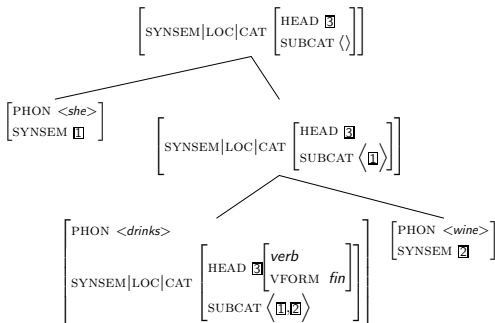 SYNSEM|LOC|CAT
HEAD 3
SUBCAT ⟨⟩
PHON <she>
SYNSEM 1
SYNSEM|LOC|CAT
HEAD 3
SUBCAT ⟨1⟩
PHON <drinks>
SYNSEM|LOC|CAT
HEAD 3
verb
VFORM fin
SUBCAT ⟨1,2⟩
PHON <wine>
SYNSEM 2